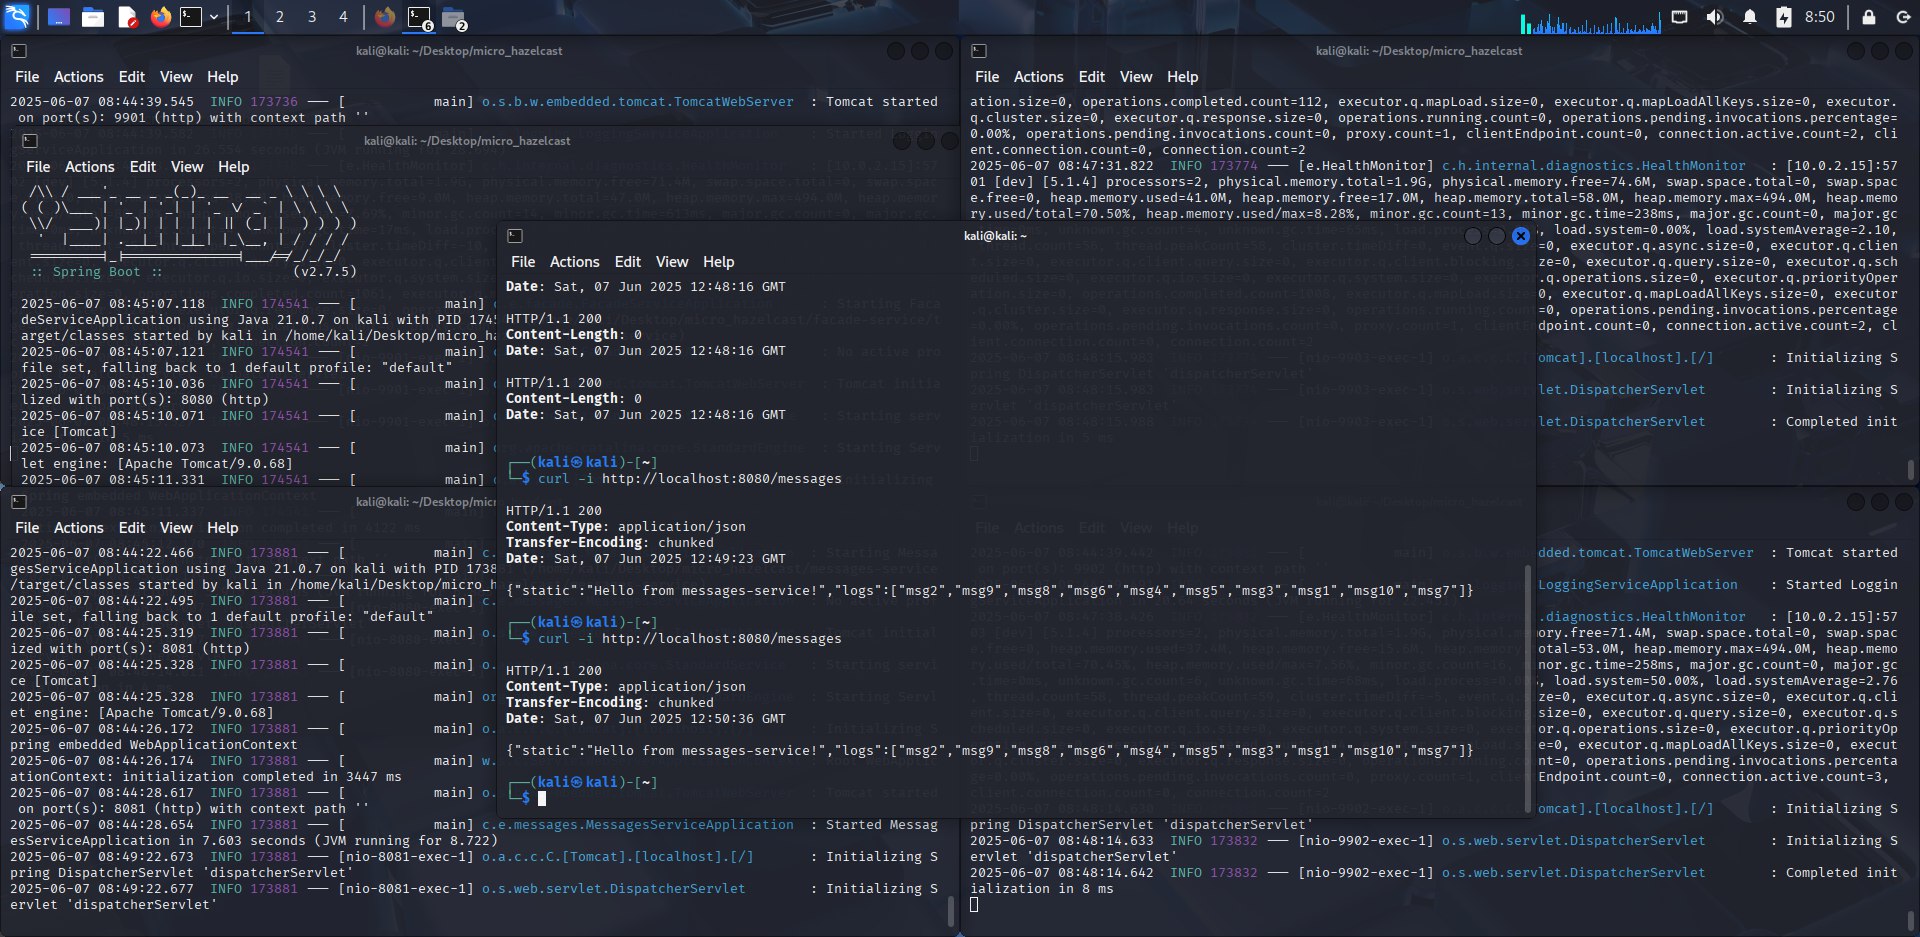 1 2 3 4
6
2
8:50
kali@kali: ~/Desktop/micro_hazelcast
File Actions Edit View Help
2025-06-07 08:44:39.545 INFO 173736 — [ main] o.s.b.w.embedded.tomcat.TomcatWebServer : Tomcat started
on port(s): 9901 (http) with context path ''
kali@kali: ~/Desktop/micro_hazelcast
File Actions Edit View Help
:: Spring Boot :: (v2.7.5)
2025-06-07 08:45:07.118 INFO 174541 — [ main]
deServiceApplication using Java 21.0.7 on kali with PID 1745
arget/classes started by kali in /home/kali/Desktop/micro_ha
2025-06-07 08:45:07.121 INFO 174541 — [ main]
file set, falling back to 1 default profile: "default"
2025-06-07 08:45:10.036 INFO 174541 — [ main]
lized with port(s): 8080 (http)
2025-06-07 08:45:10.071 INFO 174541 — [ main]
ice [Tomcat]
2025-06-07 08:45:10.073 INFO 174541 — [ main]
let engine: [Apache Tomcat/9.0.68]
2025-06-07 08:45:11.331 INFO 174541 — [ main]
kali@kali: ~/Desktop/micr
File Actions Edit View Help
2025-06-07 08:44:22.466 INFO 173881 — [ main] c.
gesServiceApplication using Java 21.0.7 on kali with PID 1738
/target/classes started by kali in /home/kali/Desktop/micro_h
2025-06-07 08:44:22.495 INFO 173881 — [ main] c.
ile set, falling back to 1 default profile: "default"
2025-06-07 08:44:25.319 INFO 173881 — [ main] o.
ized with port(s): 8081 (http)
2025-06-07 08:44:25.328 INFO 173881 — [ main] o.
ce [Tomcat]
2025-06-07 08:44:25.328 INFO 173881 — [ main] or
et engine: [Apache Tomcat/9.0.68]
2025-06-07 08:44:26.172 INFO 173881 — [ main] o.
pring embedded WebApplicationContext
2025-06-07 08:44:26.174 INFO 173881 — [ main] w.
ationContext: initialization completed in 3447 ms
2025-06-07 08:44:28.617 INFO 173881 — [ main] o.
on port(s): 8081 (http) with context path ''
2025-06-07 08:44:28.654 INFO 173881 — [ main] c.e.messages.MessagesServiceApplication : Started Messag
esServiceApplication in 7.603 seconds (JVM running for 8.722)
2025-06-07 08:49:22.673 INFO 173881 — [nio-8081-exec-1] o.a.c.c.C.[Tomcat].[localhost].[/] : Initializing S
pring DispatcherServlet 'dispatcherServlet'
2025-06-07 08:49:22.677 INFO 173881 — [nio-8081-exec-1] o.s.web.servlet.DispatcherServlet : Initializing S
ervlet 'dispatcherServlet'
kali@kali: ~
File Actions Edit View Help
Date: Sat, 07 Jun 2025 12:48:16 GMT
HTTP/1.1 200
Content-Length: 0
Date: Sat, 07 Jun 2025 12:48:16 GMT
HTTP/1.1 200
Content-Length: 0
Date: Sat, 07 Jun 2025 12:48:16 GMT
┌──(kali㉿kali)-[~]
└─$ curl -i http://localhost:8080/messages
HTTP/1.1 200
Content-Type: application/json
Transfer-Encoding: chunked
Date: Sat, 07 Jun 2025 12:49:23 GMT
{"static":"Hello from messages-service!","logs":["msg2","msg9","msg8","msg6","msg4","msg5","msg3","msg1","msg10","msg7"]}
┌──(kali㉿kali)-[~]
└─$ curl -i http://localhost:8080/messages
HTTP/1.1 200
Content-Type: application/json
Transfer-Encoding: chunked
Date: Sat, 07 Jun 2025 12:50:36 GMT
{"static":"Hello from messages-service!","logs":["msg2","msg9","msg8","msg6","msg4","msg5","msg3","msg1","msg10","msg7"]}
┌──(kali㉿kali)-[~]
└─$
kali@kali: ~/Desktop/micro_hazelcast
File Actions Edit View Help
ation.size=0, operations.completed.count=112, executor.q.mapLoad.size=0, executor.q.mapLoadAllKeys.size=0, executor.
q.cluster.size=0, executor.q.response.size=0, operations.running.count=0, operations.pending.invocations.percentage=
0.00%, operations.pending.invocations.count=0, proxy.count=1, clientEndpoint.count=0, connection.active.count=2, cli
ent.connection.count=0, connection.count=2
2025-06-07 08:47:31.822 INFO 173774 — [e.HealthMonitor] c.h.internal.diagnostics.HealthMonitor : [10.0.2.15]:57
01 [dev] [5.1.4] processors=2, physical.memory.total=1.9G, physical.memory.free=74.6M, swap.space.total=0, swap.spac
e.free=0, heap.memory.used=41.0M, heap.memory.free=17.0M, heap.memory.total=58.0M, heap.memory.max=494.0M, heap.memo
ry.used/total=70.50%, heap.memory.used/max=8.28%, minor.gc.count=13, minor.gc.time=238ms, major.gc.count=0, major.gc
, load.system=0.00%, load.systemAverage=2.10,
=0, executor.q.async.size=0, executor.q.clien
ize=0, executor.q.query.size=0, executor.q.sch
.q.operations.size=0, executor.q.priorityOper
=0, executor.q.mapLoadAllKeys.size=0, executor
=0, operations.pending.invocations.percentage
dpoint.count=0, connection.active.count=2, cl
omcat].[localhost].[/] : Initializing S
let.DispatcherServlet : Initializing S
let.DispatcherServlet : Completed init
dded.tomcat.TomcatWebServer : Tomcat started
LoggingServiceApplication : Started Loggin
.diagnostics.HealthMonitor : [10.0.2.15]:57
mory.free=71.4M, swap.space.total=0, swap.spac
otal=53.0M, heap.memory.max=494.0M, heap.memo
nor.gc.time=258ms, major.gc.count=0, major.gc
, load.system=50.00%, load.systemAverage=2.76
ze=0, executor.q.async.size=0, executor.q.cli
size=0, executor.q.query.size=0, executor.q.s
.q.operations.size=0, executor.q.priorityOp
e=0, executor.q.mapLoadAllKeys.size=0, execut
=0, operations.pending.invocations.percenta
Endpoint.count=0, connection.active.count=3,
omcat].[localhost].[/] : Initializing S
pring DispatcherServlet 'dispatcherServlet'
2025-06-07 08:48:14.633 INFO 173832 — [nio-9902-exec-1] o.s.web.servlet.DispatcherServlet : Initializing S
ervlet 'dispatcherServlet'
2025-06-07 08:48:14.642 INFO 173832 — [nio-9902-exec-1] o.s.web.servlet.DispatcherServlet : Completed init
ialization in 8 ms